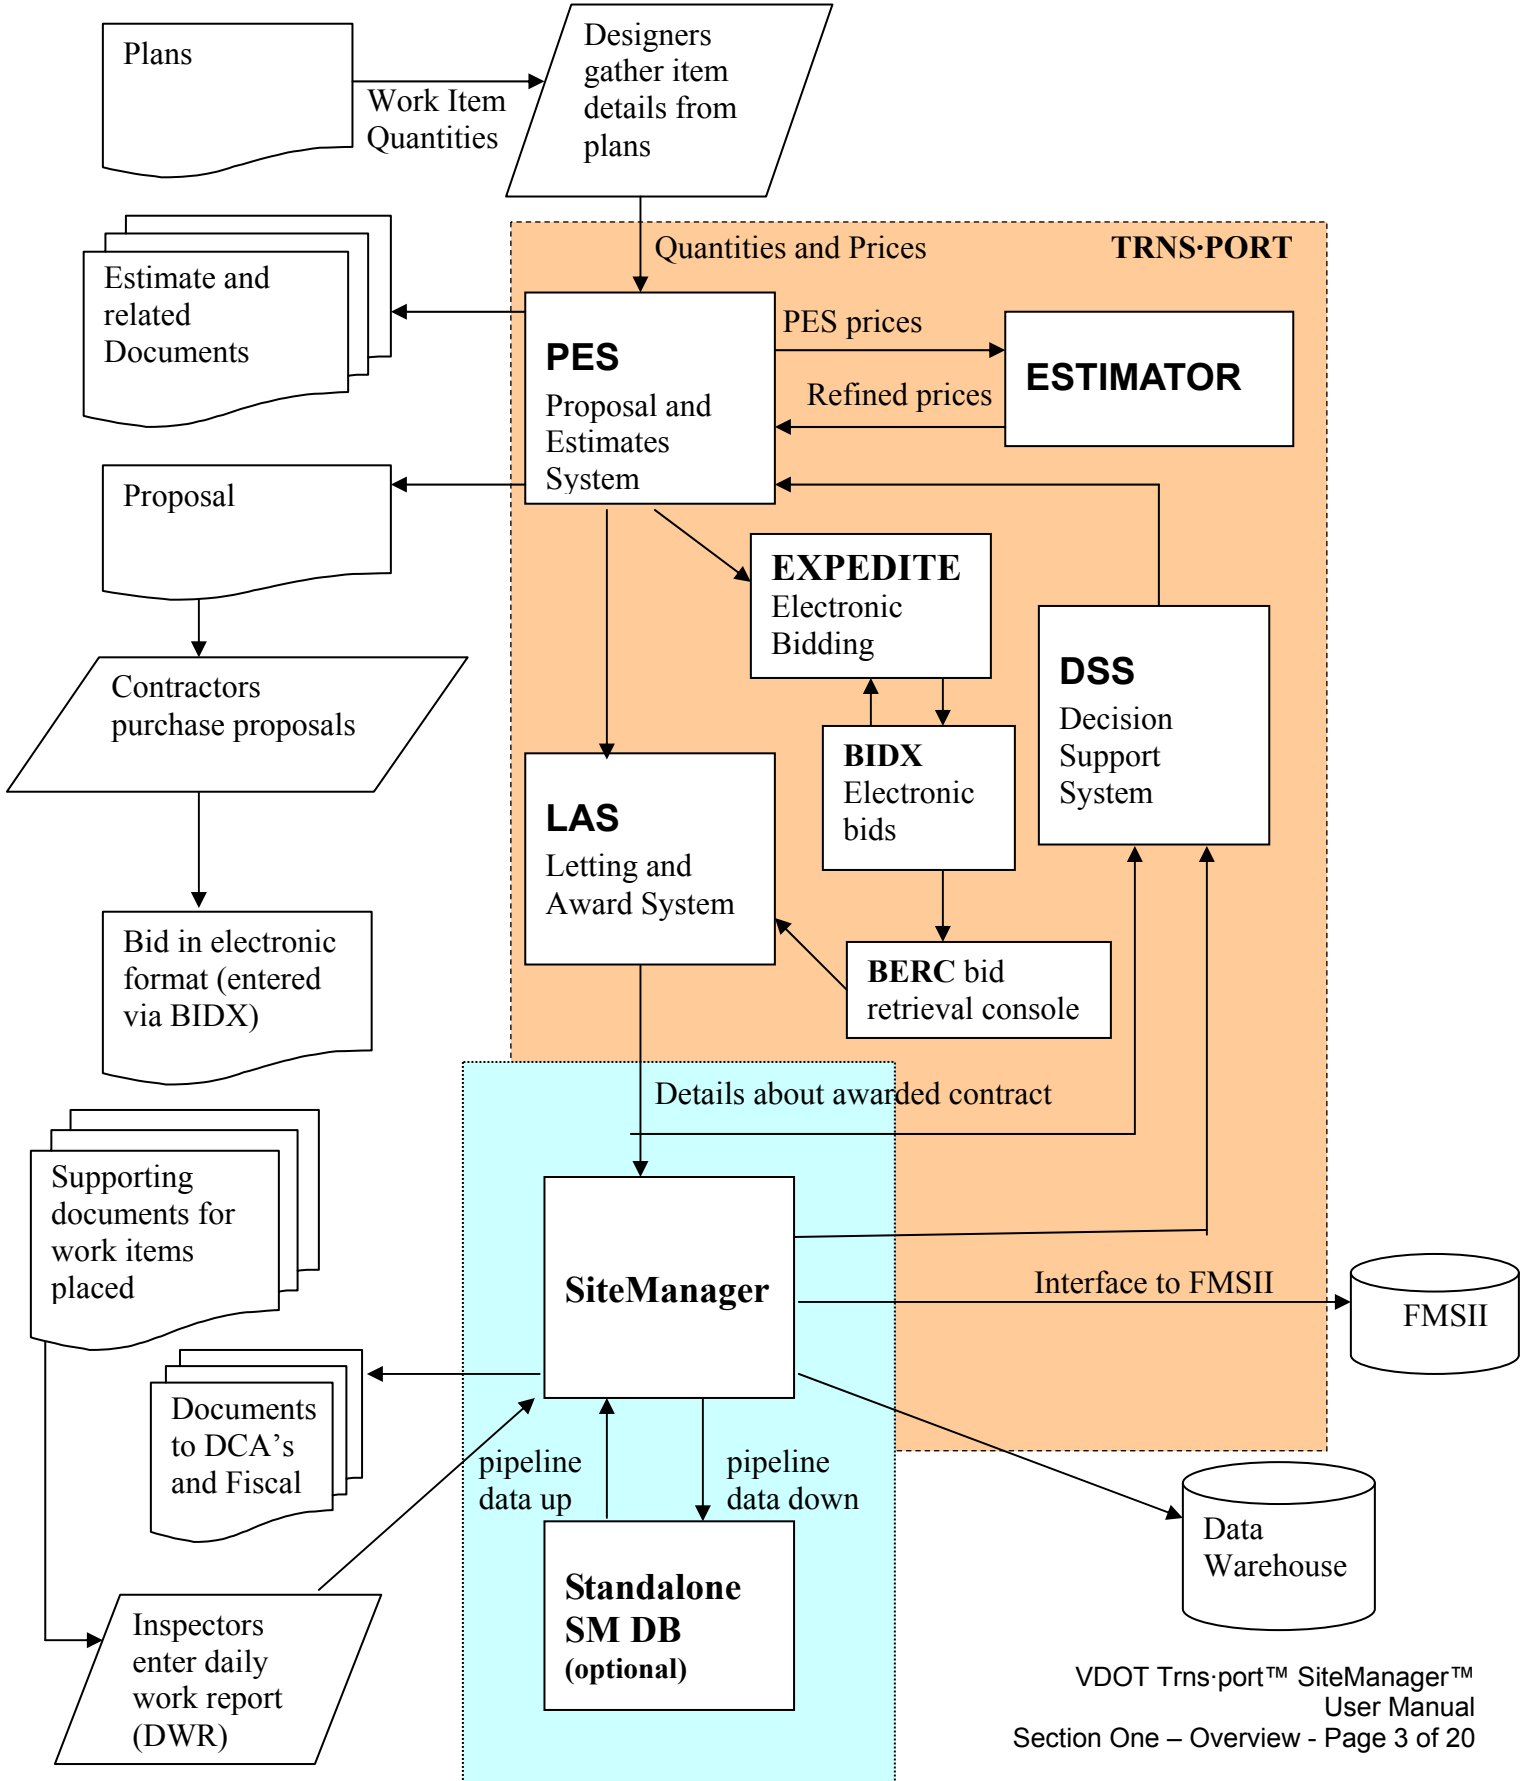 Plans
Work Item
Quantities
Designers
gather item
details from
plans
Quantities and Prices
TRNS·PORT
Estimate and
related
Documents
PES
Proposal and
Estimates
System
PES prices
Refined prices
ESTIMATOR
Proposal
EXPEDITE
Electronic
Bidding
DSS
Decision
Support
System
Contractors
purchase proposals
BIDX
Electronic
bids
LAS
Letting and
Award System
Bid in electronic
format (entered
via BIDX)
BERC bid
retrieval console
Details about awarded contract
Supporting
documents for
work items
placed
SiteManager
Interface to FMSII
FMSII
Documents
to DCA’s
and Fiscal
pipeline
data up
pipeline
data down
Data
Warehouse
Standalone
SM DB
(optional)
Inspectors
enter daily
work report
(DWR)
VDOT Trns·port™ SiteManager™
User Manual
Section One – Overview - Page 3 of 20